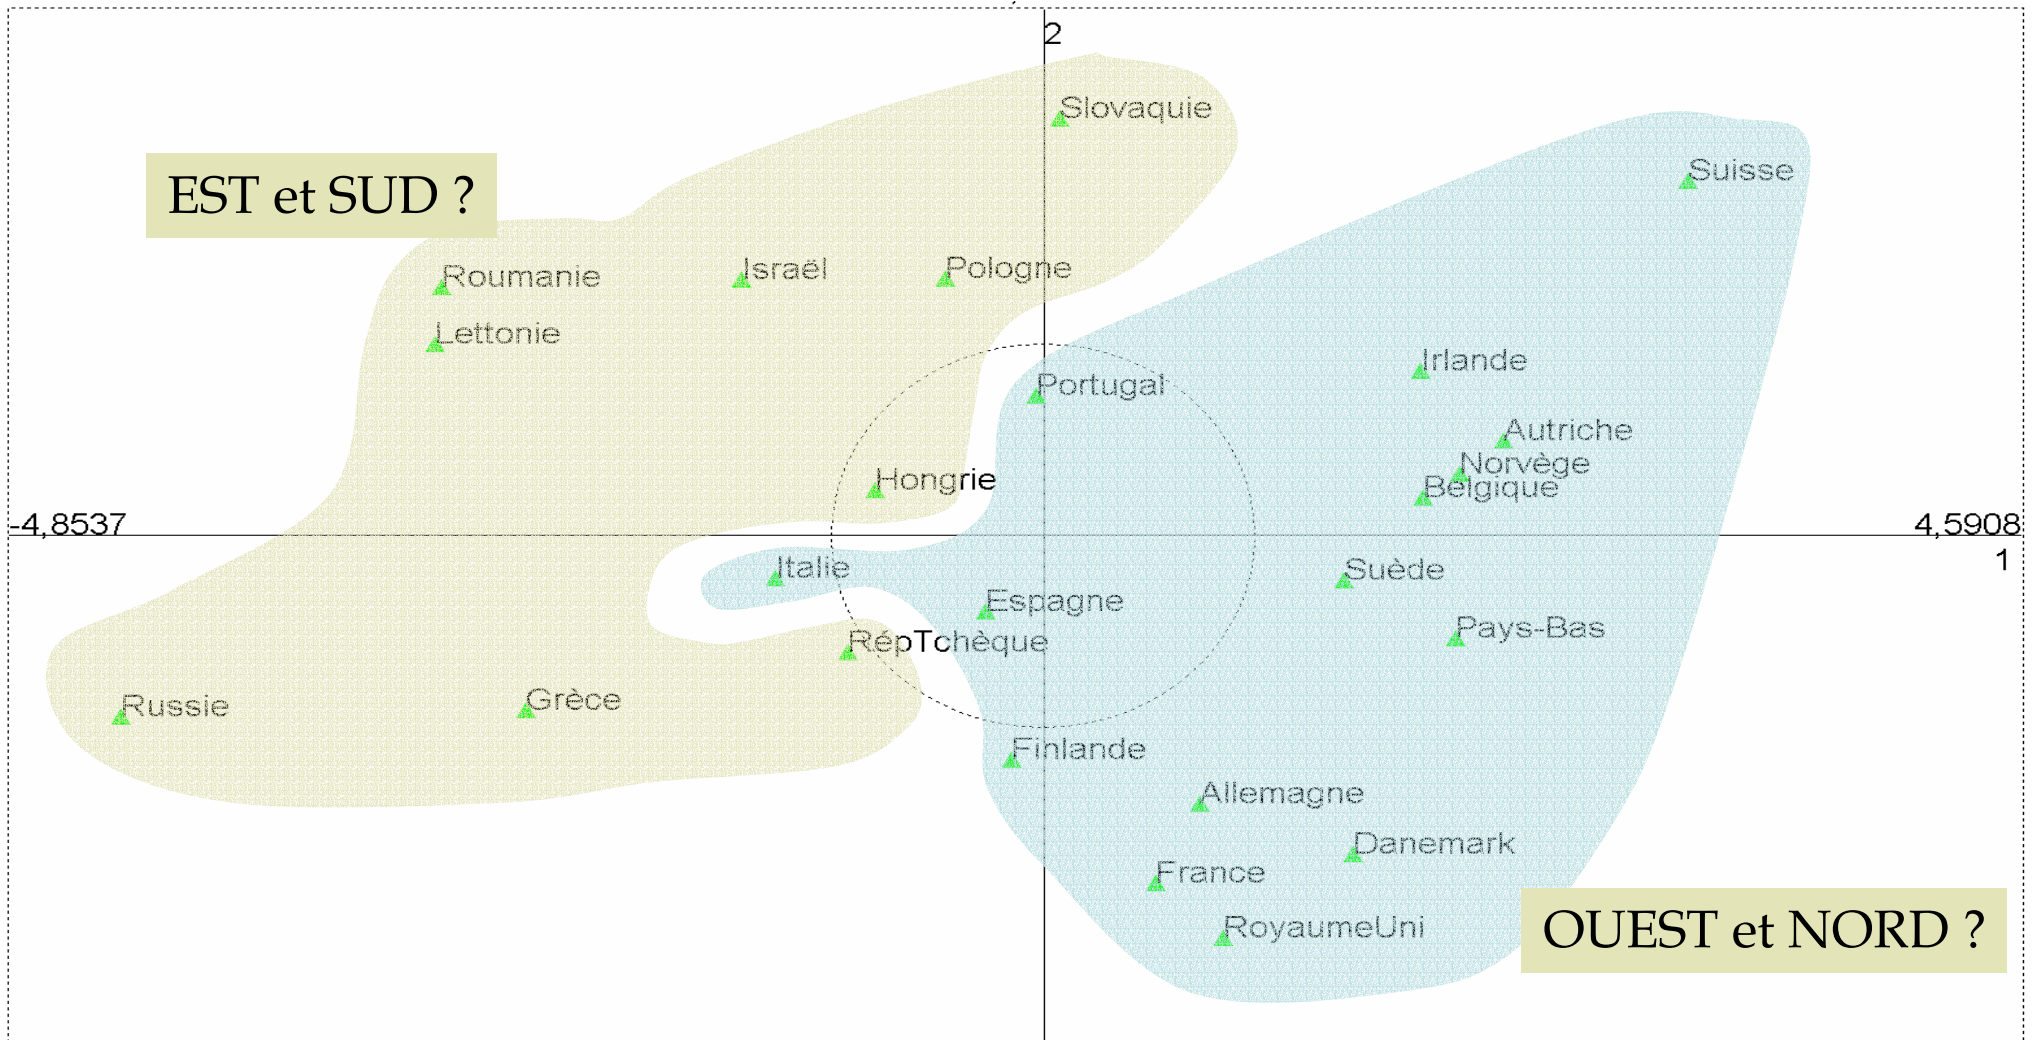 2
Slovaquie
Suisse
EST et SUD ?
Israël
Pologne
Roumanie
Lettonie
Irlande
Portugal
Autriche
Norvège
Hongrie
Belgique
-4,8537
4,5908
1
Italie
Suède
Espagne
Pays-Bas
RépTchèque
Grèce
Russie
Finlande
Allemagne
Danemark
France
RoyaumeUni
OUEST et NORD ?